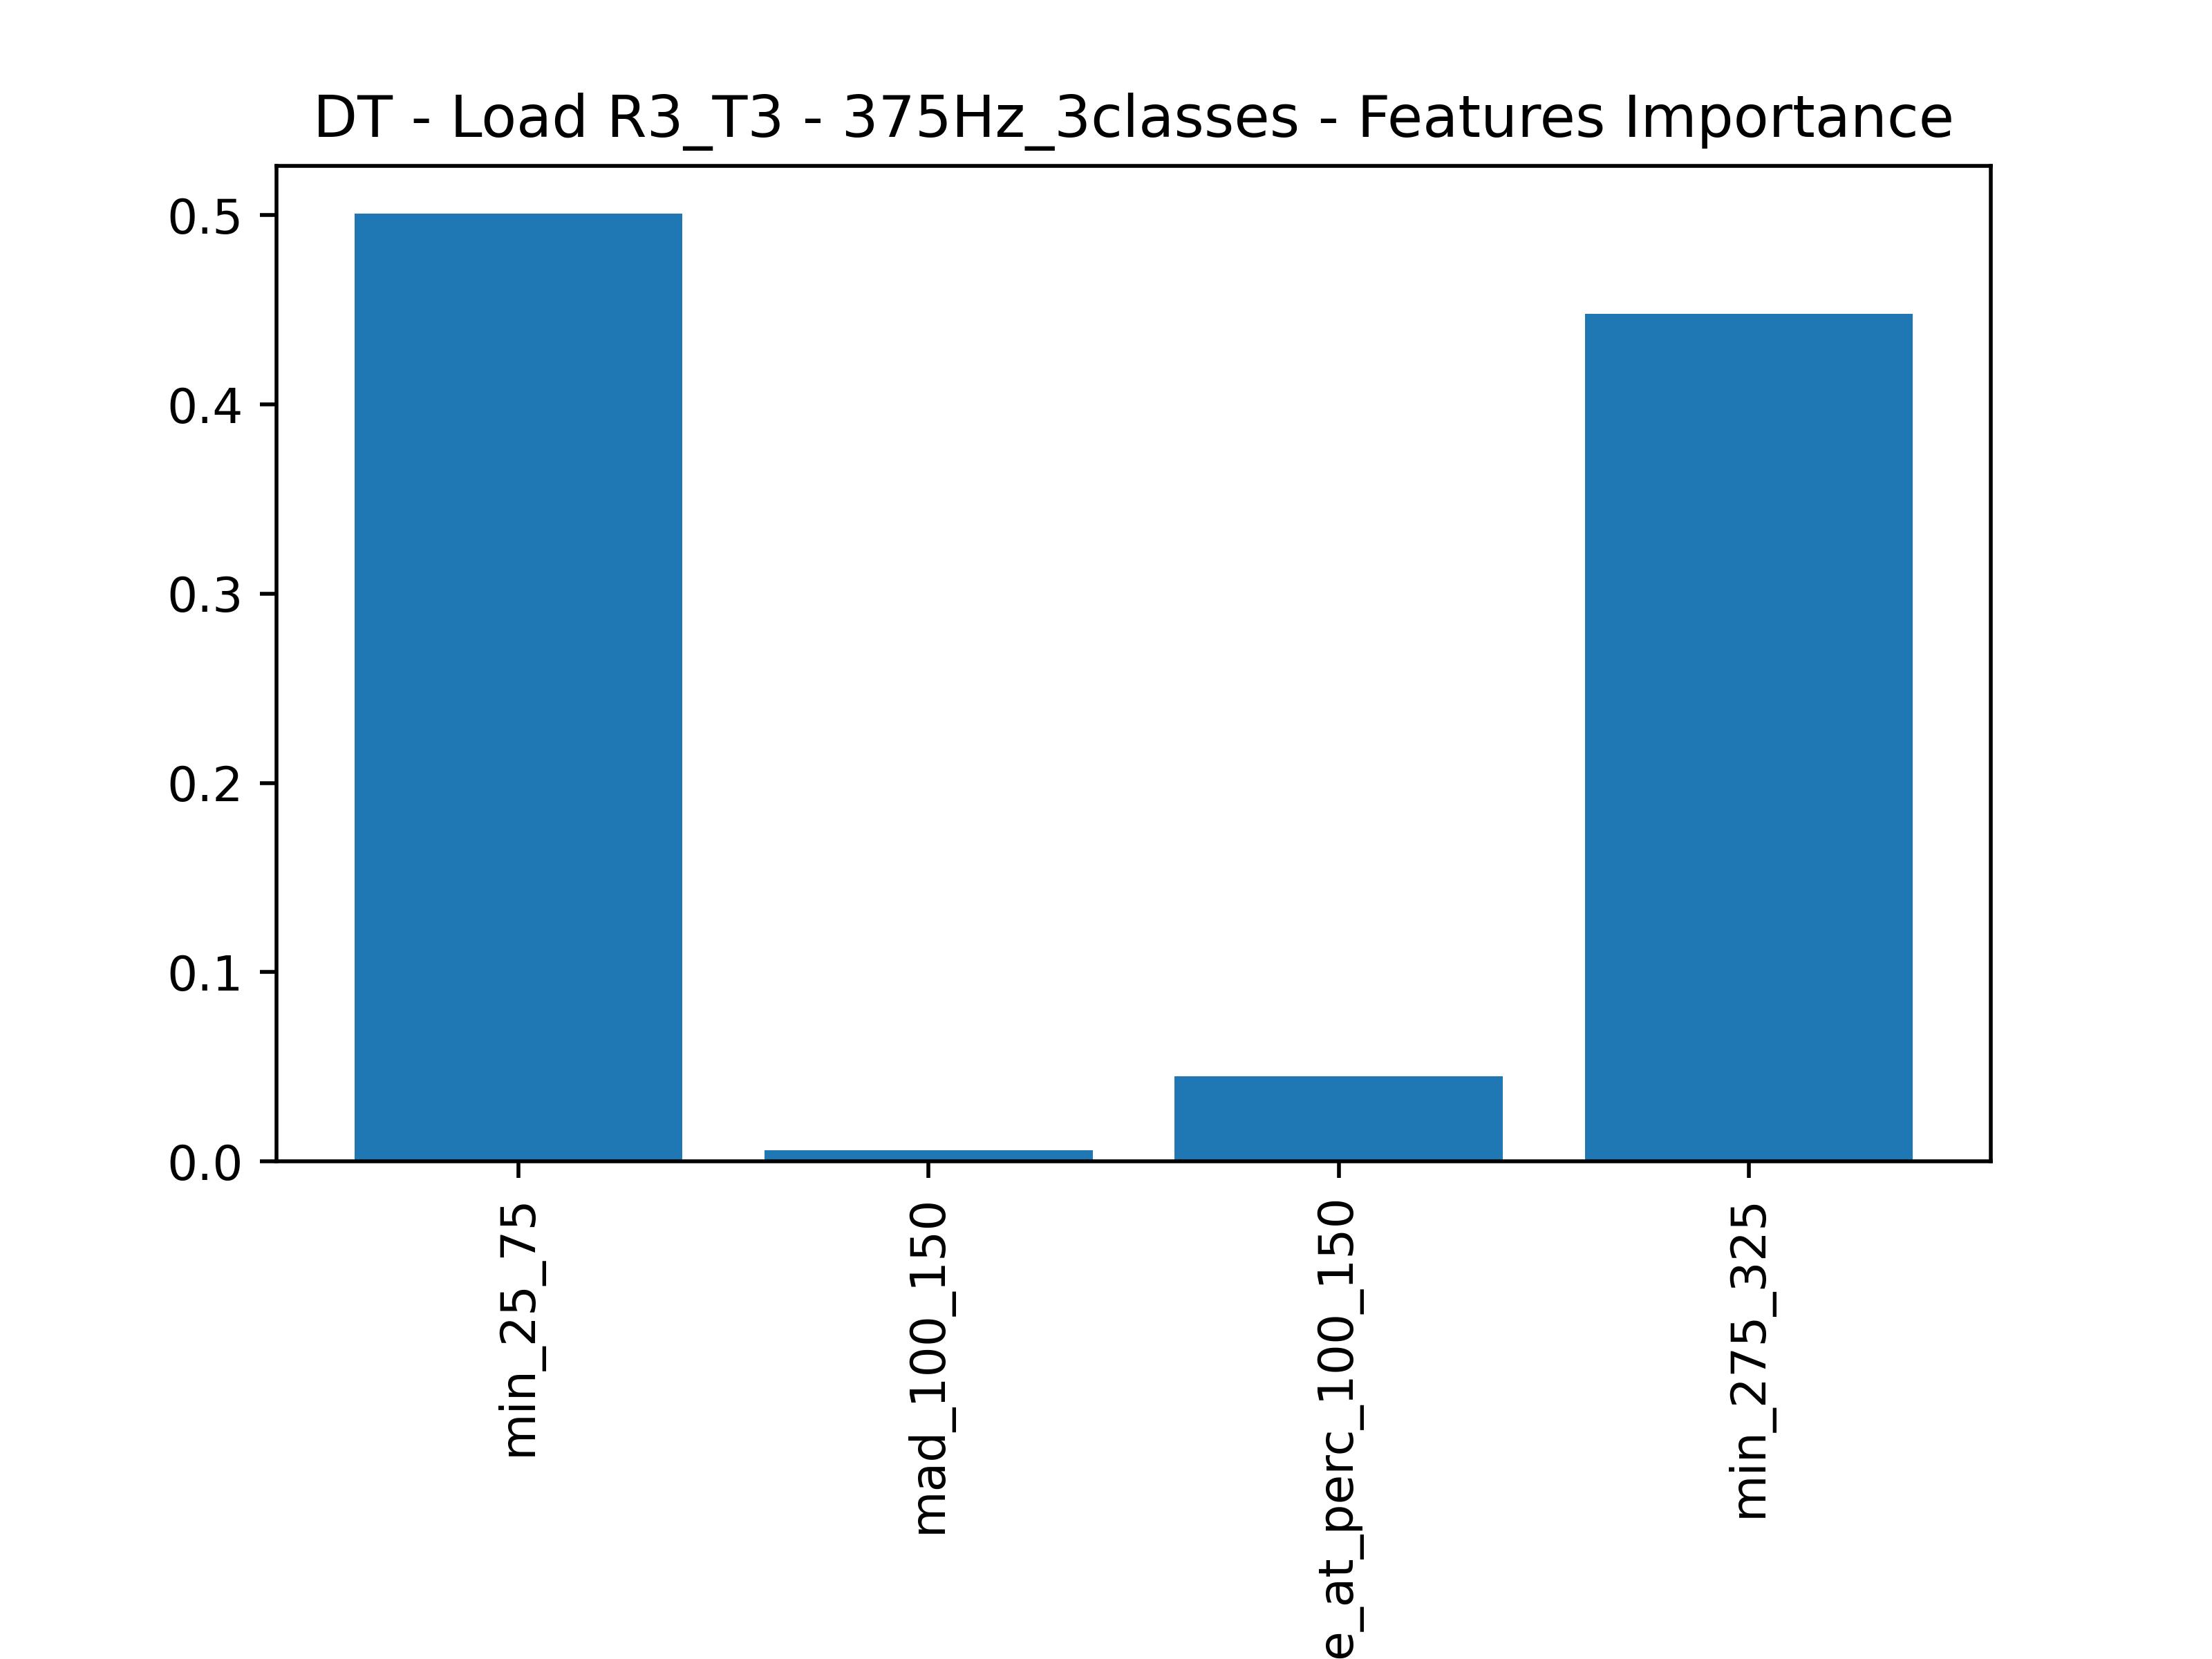 DT - Load R3_T3 - 375Hz_3classes - Features Importance
0.5
0.4
0.3
0.2
0.1
0.0
min_25_75
mad_100_150
e_at_perc_100_150
min_275_325